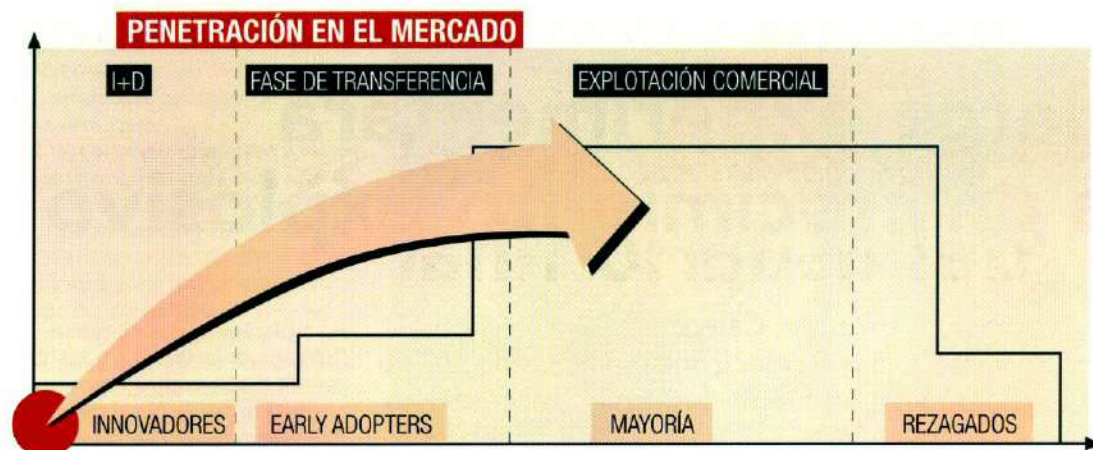 PENETRACIÓN EN EL MERCADO
I+D
FASE DE TRANSFERENCIA
EXPLOTACIÓN COMERCIAL
INNOVADORES
EARLY ADOPTERS
MAYORÍA
REZAGADOS